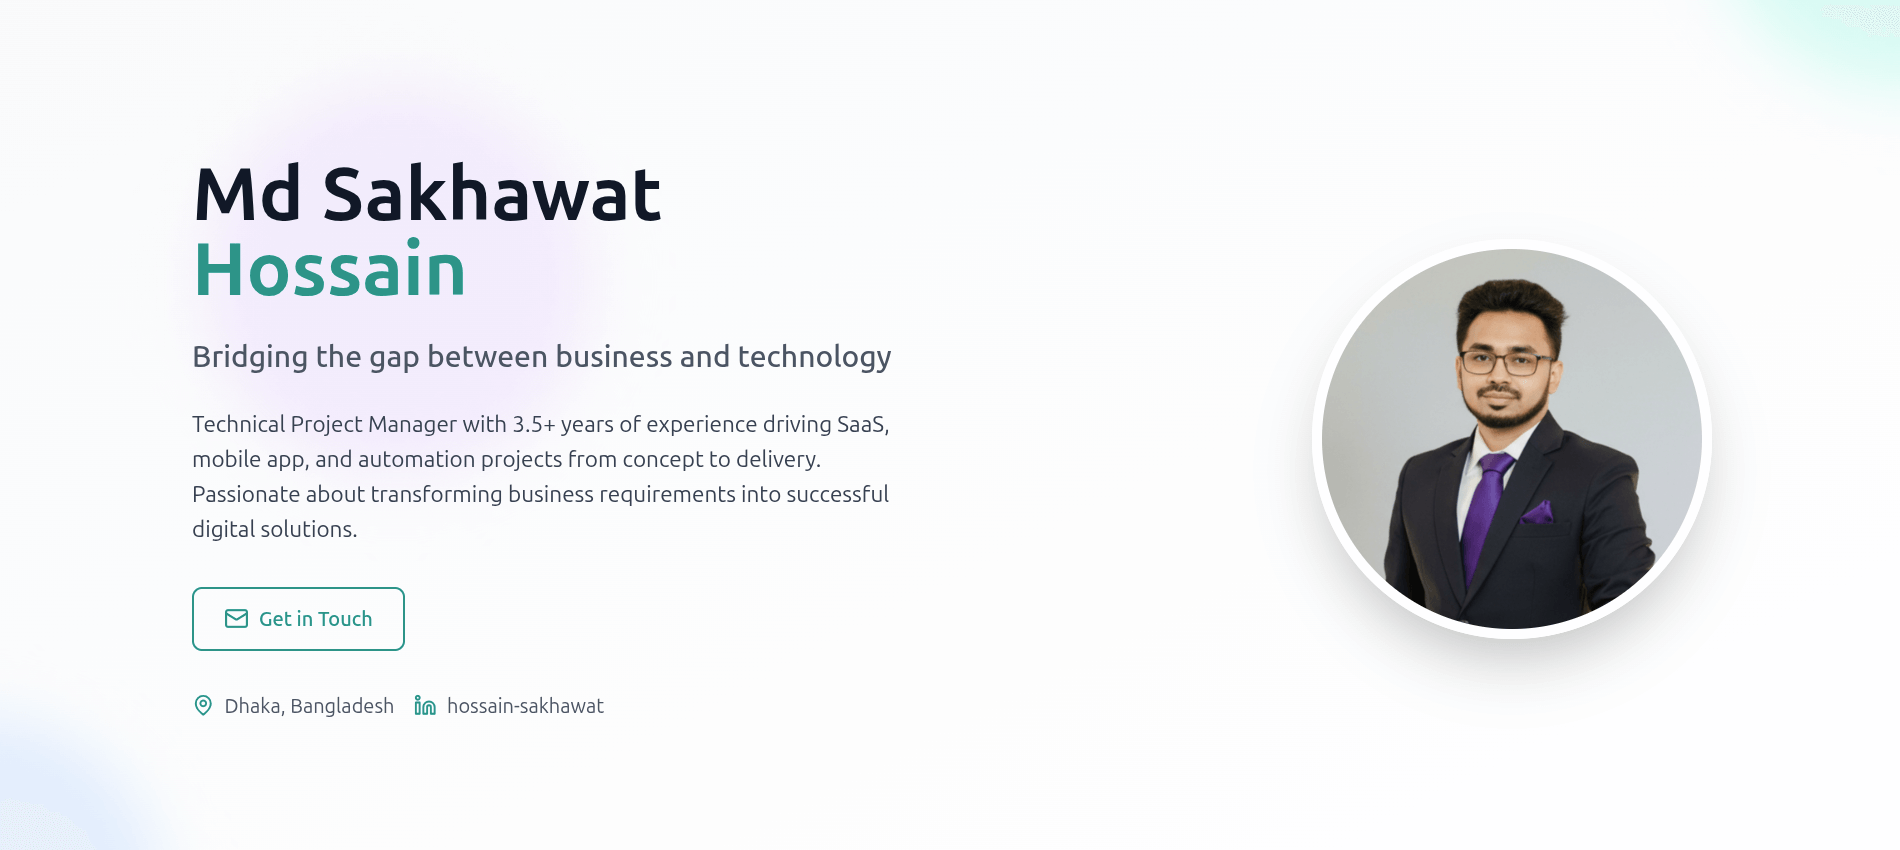 Md Sakhawat
Hossain
Bridging the gap between business and technology
Technical Project Manager with 3.5+ years of experience driving SaaS,
mobile app, and automation projects from concept to delivery.
Passionate about transforming business requirements into successful
digital solutions.
Get in Touch
Dhaka, Bangladesh hossain-sakhawat